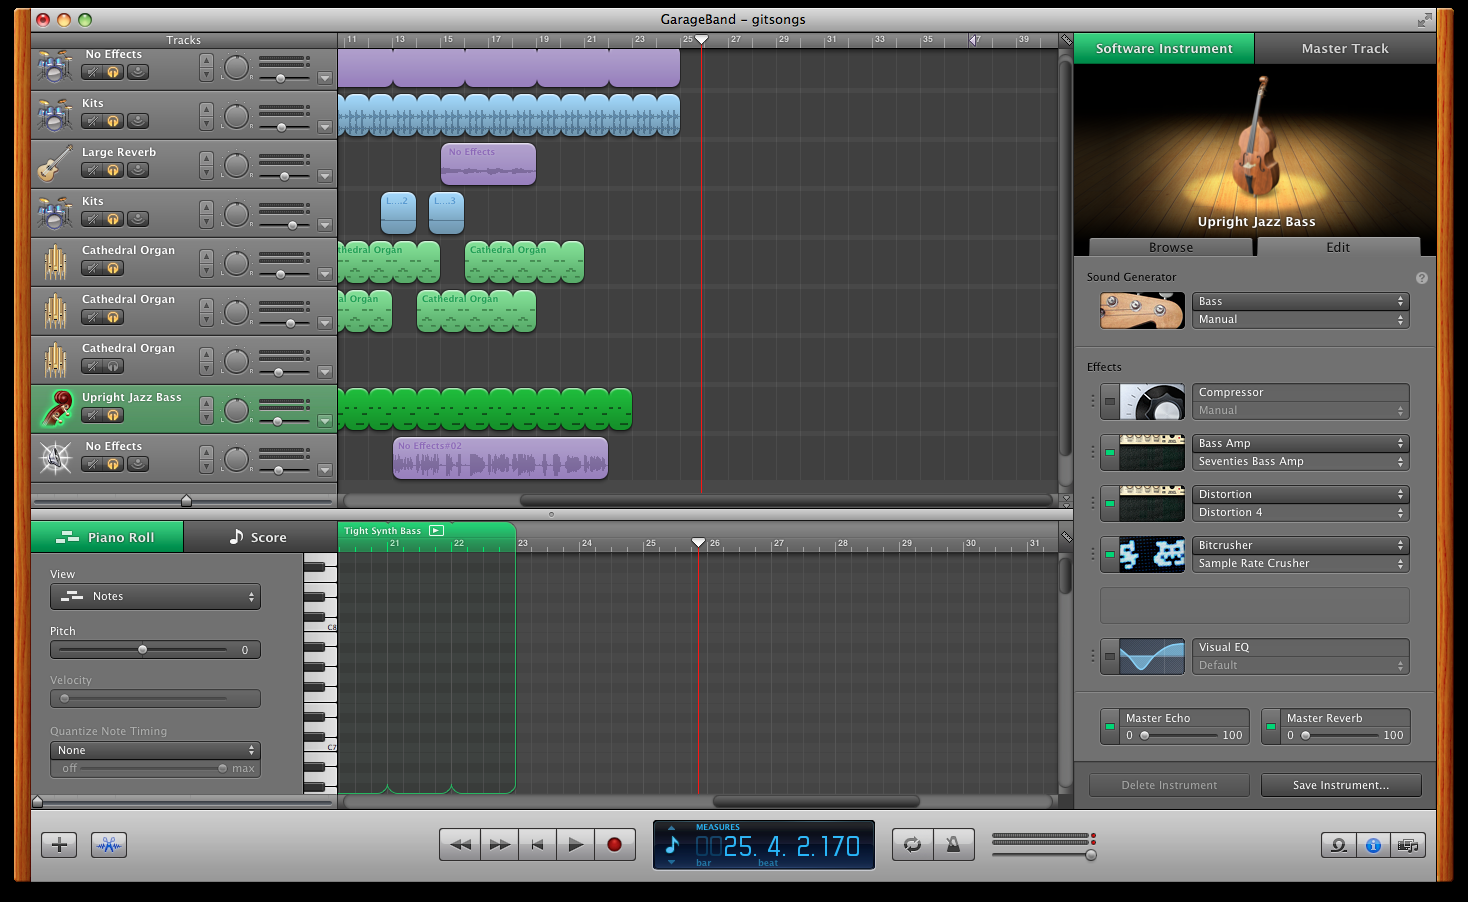 GarageBand – gitsongs
Tracks
11 13 15 17 19 21 23 25 27 29 31 33 35 37 39
No Effects
L R
Kits
L R
Large Reverb
L R
No Effects
Kits
L R
L...2 L...3
Cathedral Organ
L R
thedral Organ Cathedral Organ
Cathedral Organ
L R
al Organ Cathedral Organ
Cathedral Organ
L R
Upright Jazz Bass
L R
No Effects
L R
No Effects#02
Piano Roll
Score
Tight Synth Bass
21 22 23 24 25 26 27 28 29 30 31
View
Notes
Pitch
0
Velocity
Quantize Note Timing
None
off max
C8
C7
Software Instrument
Master Track
Upright Jazz Bass
Browse
Edit
Sound Generator
?
Bass
Manual
Effects
Compressor
Manual
Bass Amp
Seventies Bass Amp
Distortion
Distortion 4
Bitcrusher
Sample Rate Crusher
Visual EQ
Default
Master Echo
0 100
Master Reverb
0 100
Delete Instrument
Save Instrument...
MEASURES
0025. 4. 2.170
bar beat